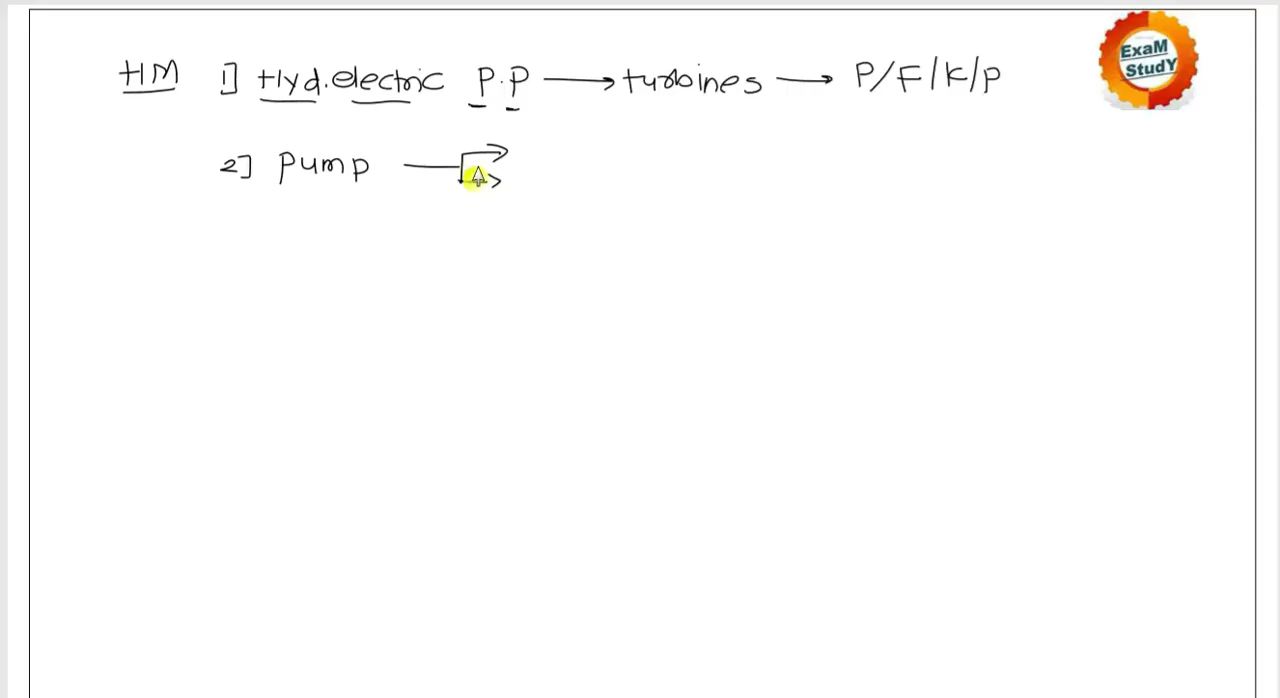 HM 1] Hyd.electric P.P → turbines → P/F/K/P
2] Pump
ExaM
StudY